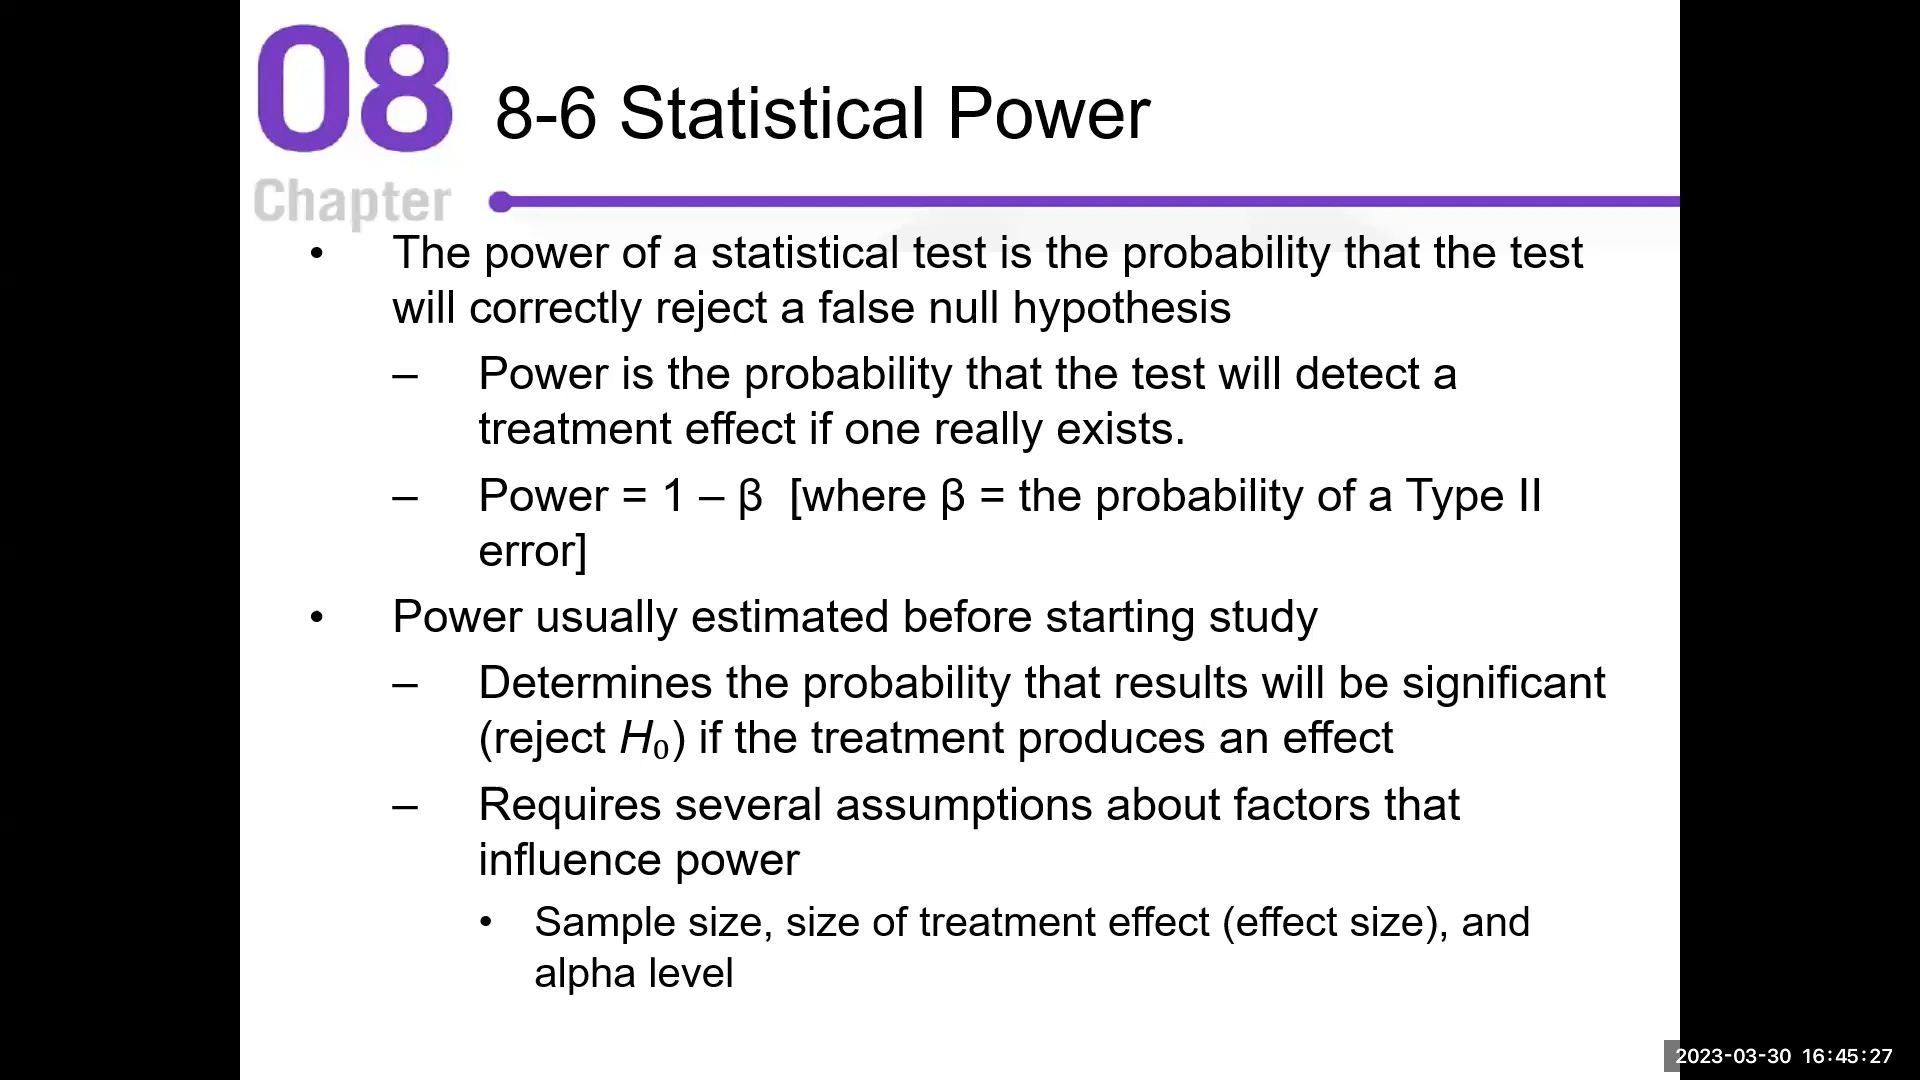 08
Chapter
8-6 Statistical Power
• The power of a statistical test is the probability that the test
will correctly reject a false null hypothesis
– Power is the probability that the test will detect a
treatment effect if one really exists.
– Power = 1 – β [where β = the probability of a Type II
error]
• Power usually estimated before starting study
– Determines the probability that results will be significant
(reject H₀) if the treatment produces an effect
– Requires several assumptions about factors that
influence power
• Sample size, size of treatment effect (effect size), and
alpha level
2023-03-30 16:45:27